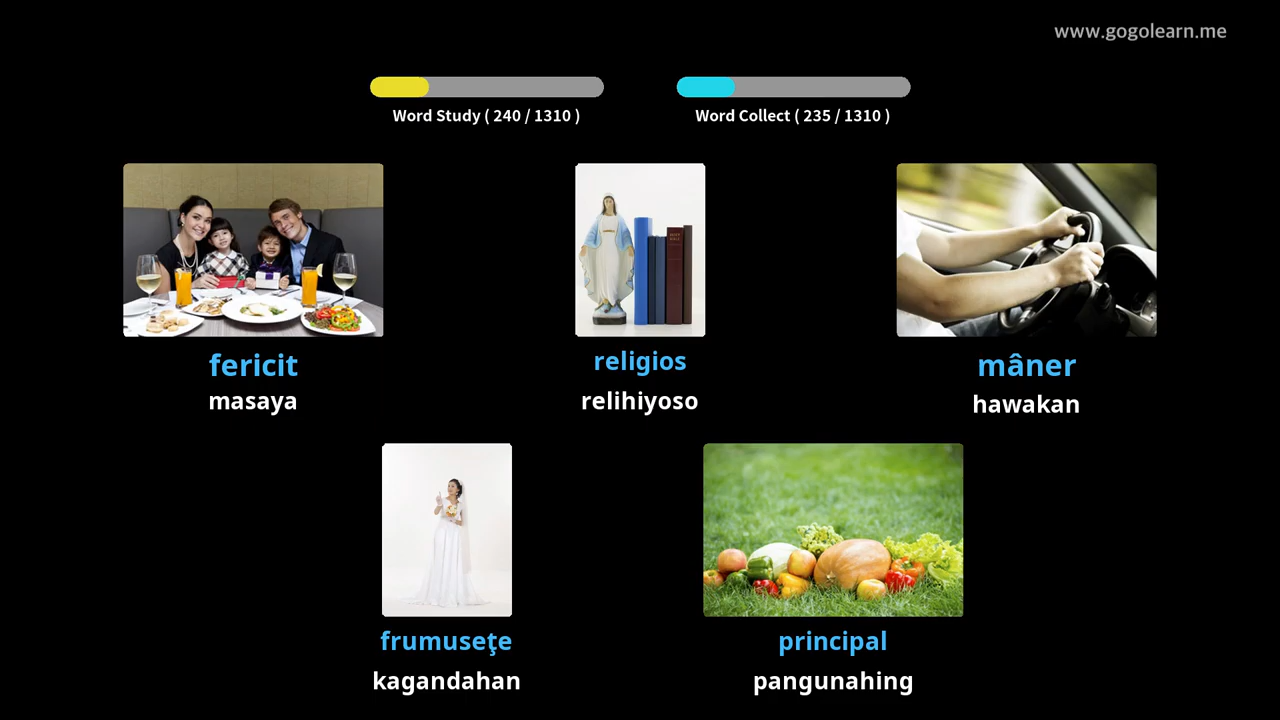 www.gogolearn.me
Word Study ( 240 / 1310 )
Word Collect ( 235 / 1310 )
fericit
masaya
religios
relihiyoso
mâner
hawakan
frumuseţe
kagandahan
principal
pangunahing